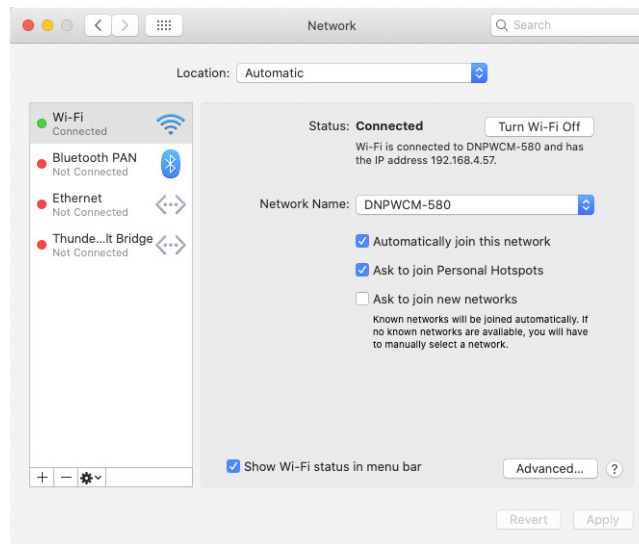 Network
Search
Location: Automatic
Wi-Fi
Connected
Bluetooth PAN
Not Connected
Ethernet
Not Connected
Thunde...lt Bridge
Not Connected
Status: Connected
Turn Wi-Fi Off
Wi-Fi is connected to DNPWCM-580 and has
the IP address 192.168.4.57.
Network Name: DNPWCM-580
Automatically join this network
Ask to join Personal Hotspots
Ask to join new networks
Known networks will be joined automatically. If
no known networks are available, you will have
to manually select a network.
Show Wi-Fi status in menu bar
Advanced...
?
Revert
Apply